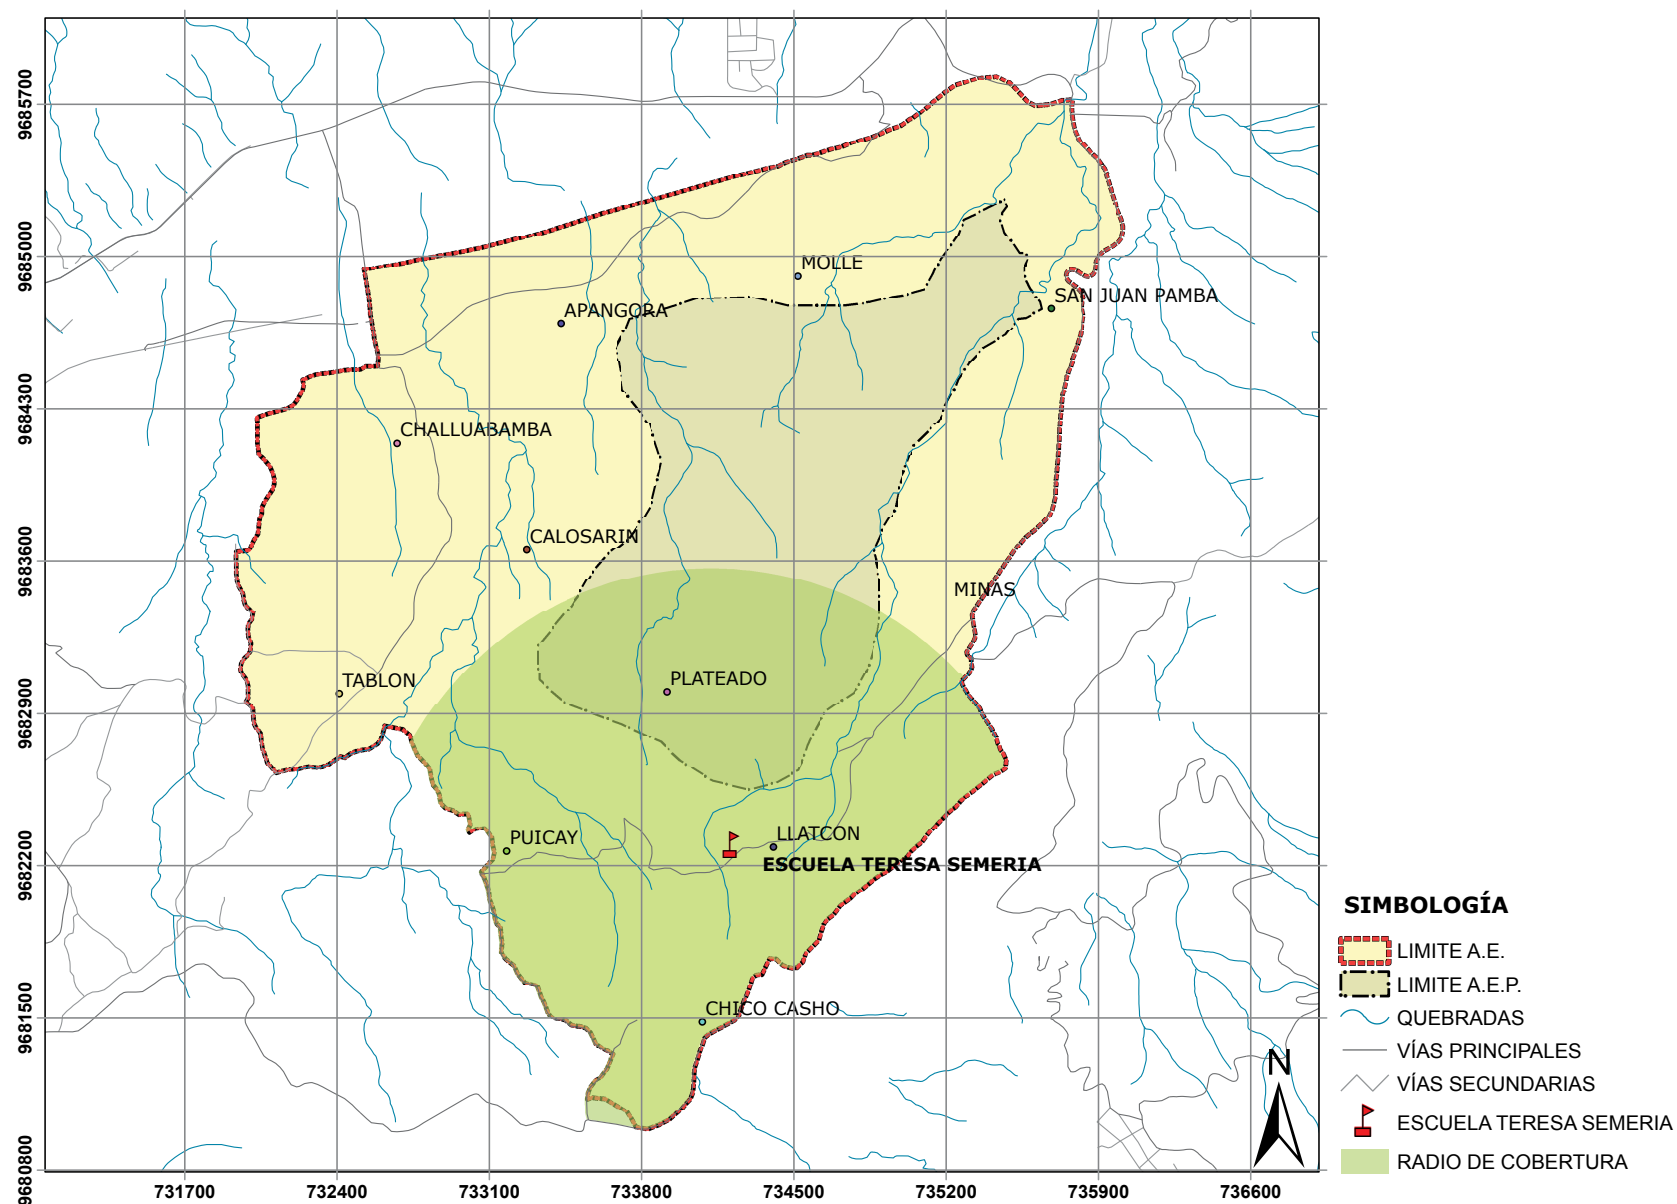 9685700
9685000
9684300
9683600
9682900
9682200
9681500
9680800
MOLLE
SAN JUAN PAMBA
APANGORA
CHALLUABAMBA
CALOSARIN
MINAS
TABLON
PLATEADO
PUICAY
LLATCON
ESCUELA TERESA SEMERIA
CHICO CASHO
SIMBOLOGÍA
LIMITE A.E.
LIMITE A.E.P.
QUEBRADAS
VÍAS PRINCIPALES
VÍAS SECUNDARIAS
ESCUELA TERESA SEMERIA
RADIO DE COBERTURA
N
731700 732400 733100 733800 734500 735200 735900 736600